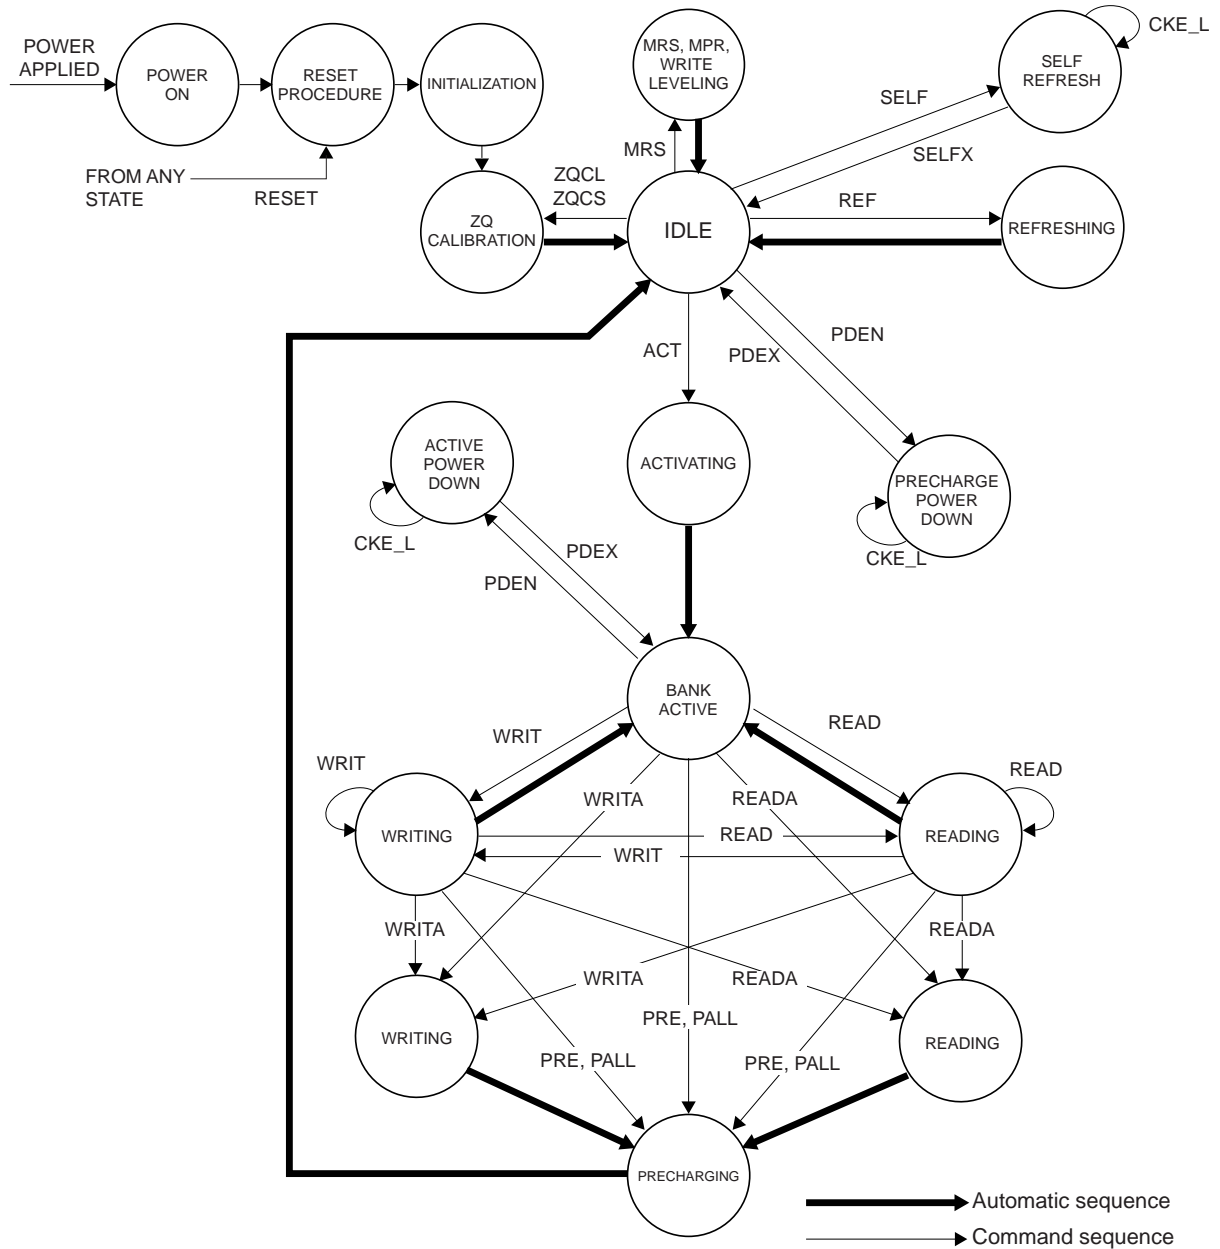 POWER
APPLIED
POWER
ON
RESET
PROCEDURE
INITIALIZATION
MRS, MPR,
WRITE
LEVELING
SELF
REFRESH
CKE_L
FROM ANY
STATE
RESET
ZQCL
ZQCS
MRS
SELF
SELFX
ZQ
CALIBRATION
IDLE
REF
REFRESHING
ACT
PDEX
PDEN
ACTIVE
POWER
DOWN
CKE_L
ACTIVATING
PRECHARGE
POWER
DOWN
CKE_L
PDEX
PDEN
BANK
ACTIVE
WRIT
READ
WRIT
WRITA
READA
READ
WRITING
READ
READING
WRIT
WRITA
READA
WRITA
READA
WRITING
PRE, PALL
READING
PRE, PALL
PRE, PALL
PRECHARGING
Automatic sequence
Command sequence